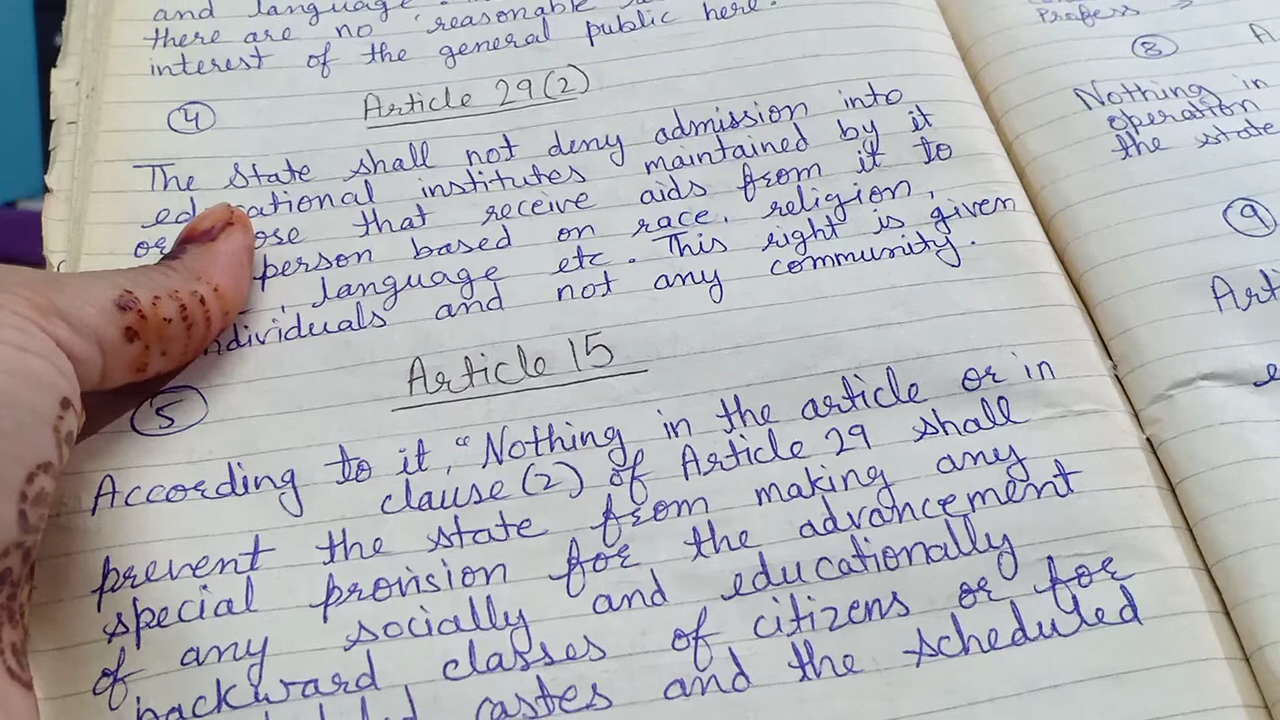 and language.
there are no 'reasonable
interest of the general public here.
4 Article 29(2)
The State shall not deny admission into
educational institutes maintained by it
or those that receive aids from it to
person based on race, religion,
, language etc. This right is given
individuals and not any community.
5 Article 15
According to it, "Nothing in the article or in
clause (2) of Article 29 shall
prevent the state from making any
special provision for the advancement
of any socially and educationally
backward classes of citizens or for
castes and the scheduled
Profess →
8
Nothing in
operation
the state
9